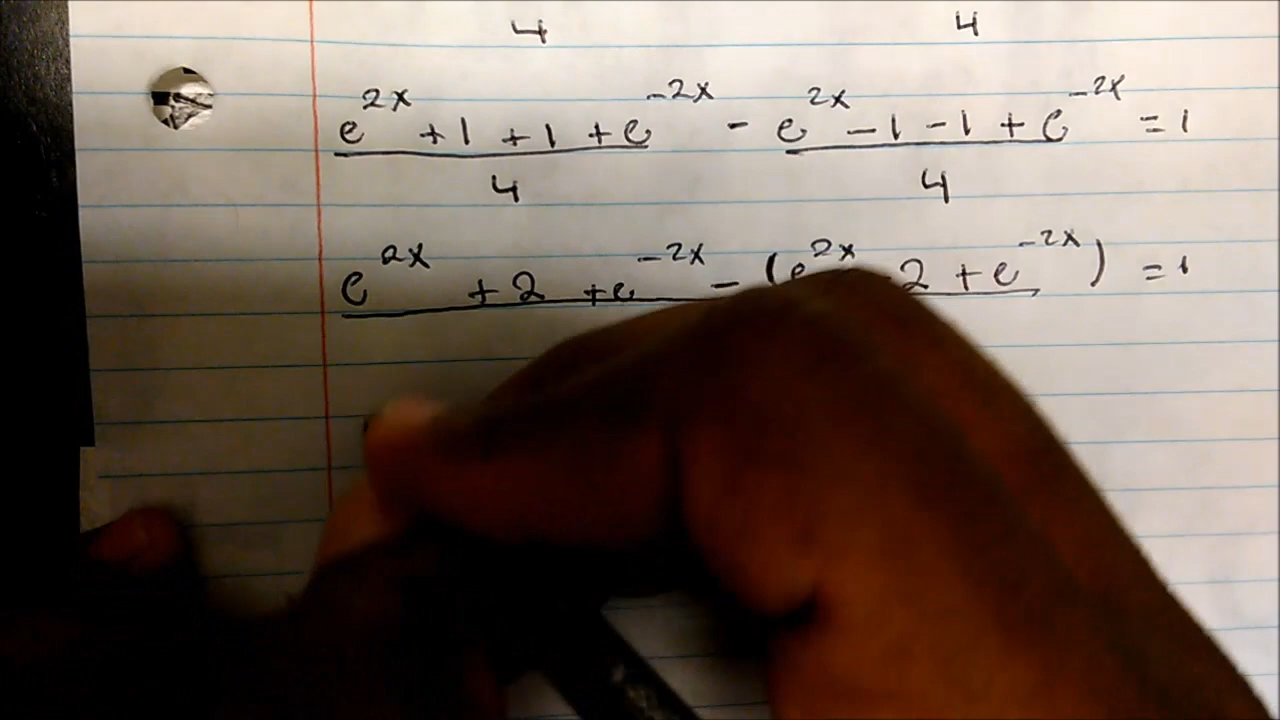 4 4
e^2x + 1 + 1 + e^-2x - e^2x - 1 - 1 + e^-2x = 1
4 4
e^2x + 2 + e^-2x - (e^2x - 2 + e^-2x) = 1